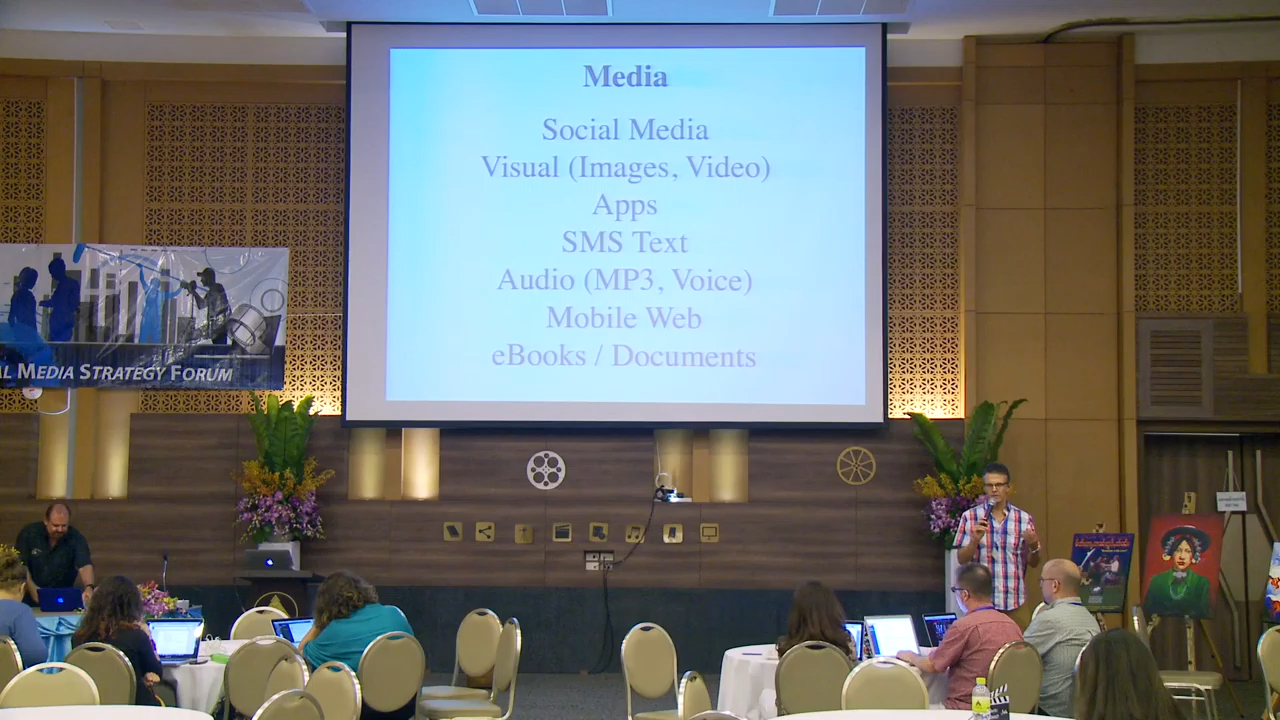 Media
Social Media
Visual (Images, Video)
Apps
SMS Text
Audio (MP3, Voice)
Mobile Web
eBooks / Documents
MEDIA STRATEGY FORUM